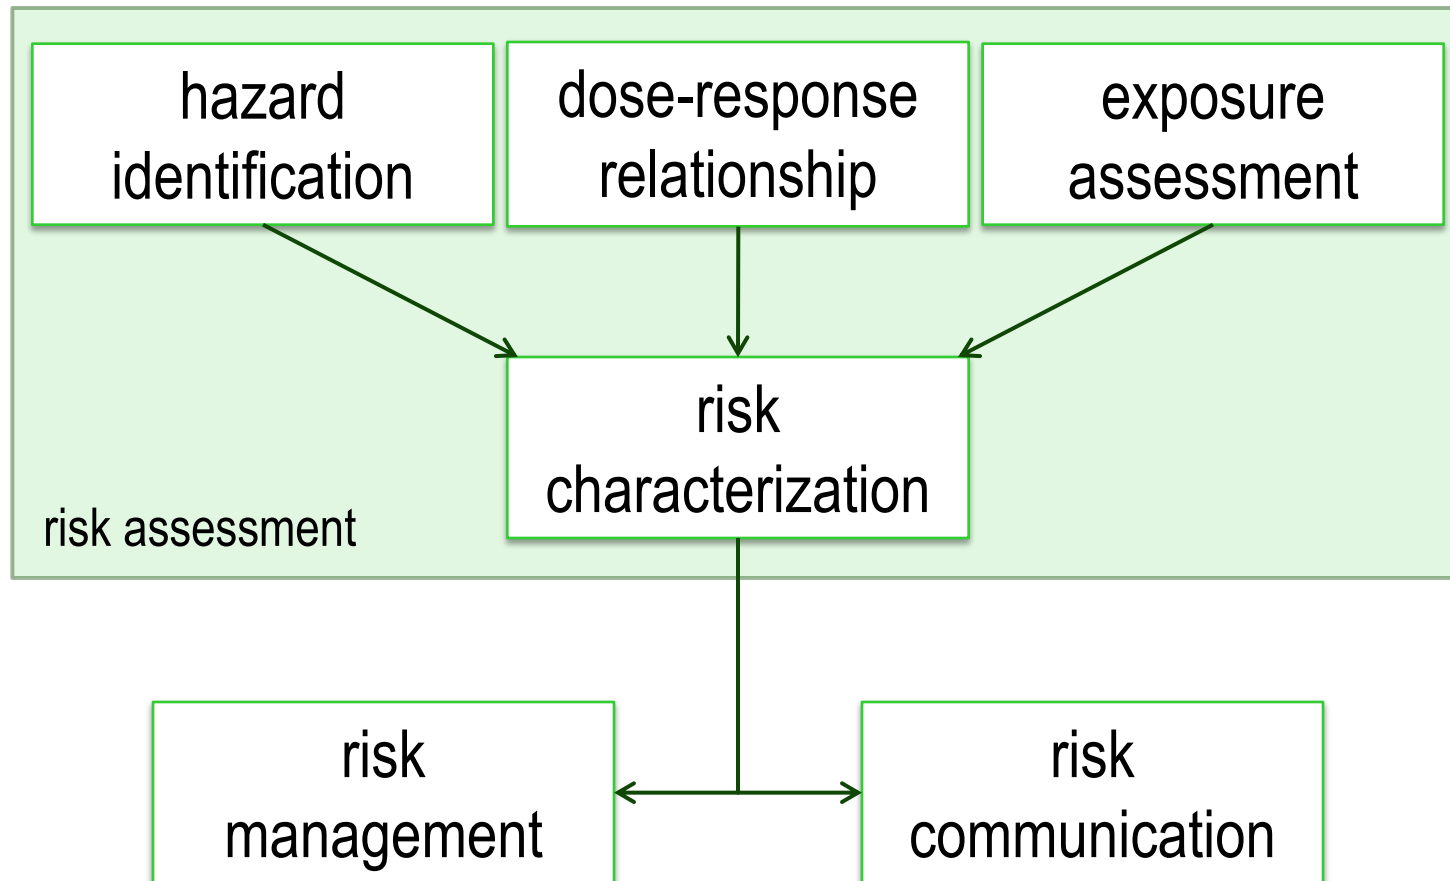 hazard
identification
dose-response
relationship
exposure
assessment
risk
characterization
risk assessment
risk
management
risk
communication